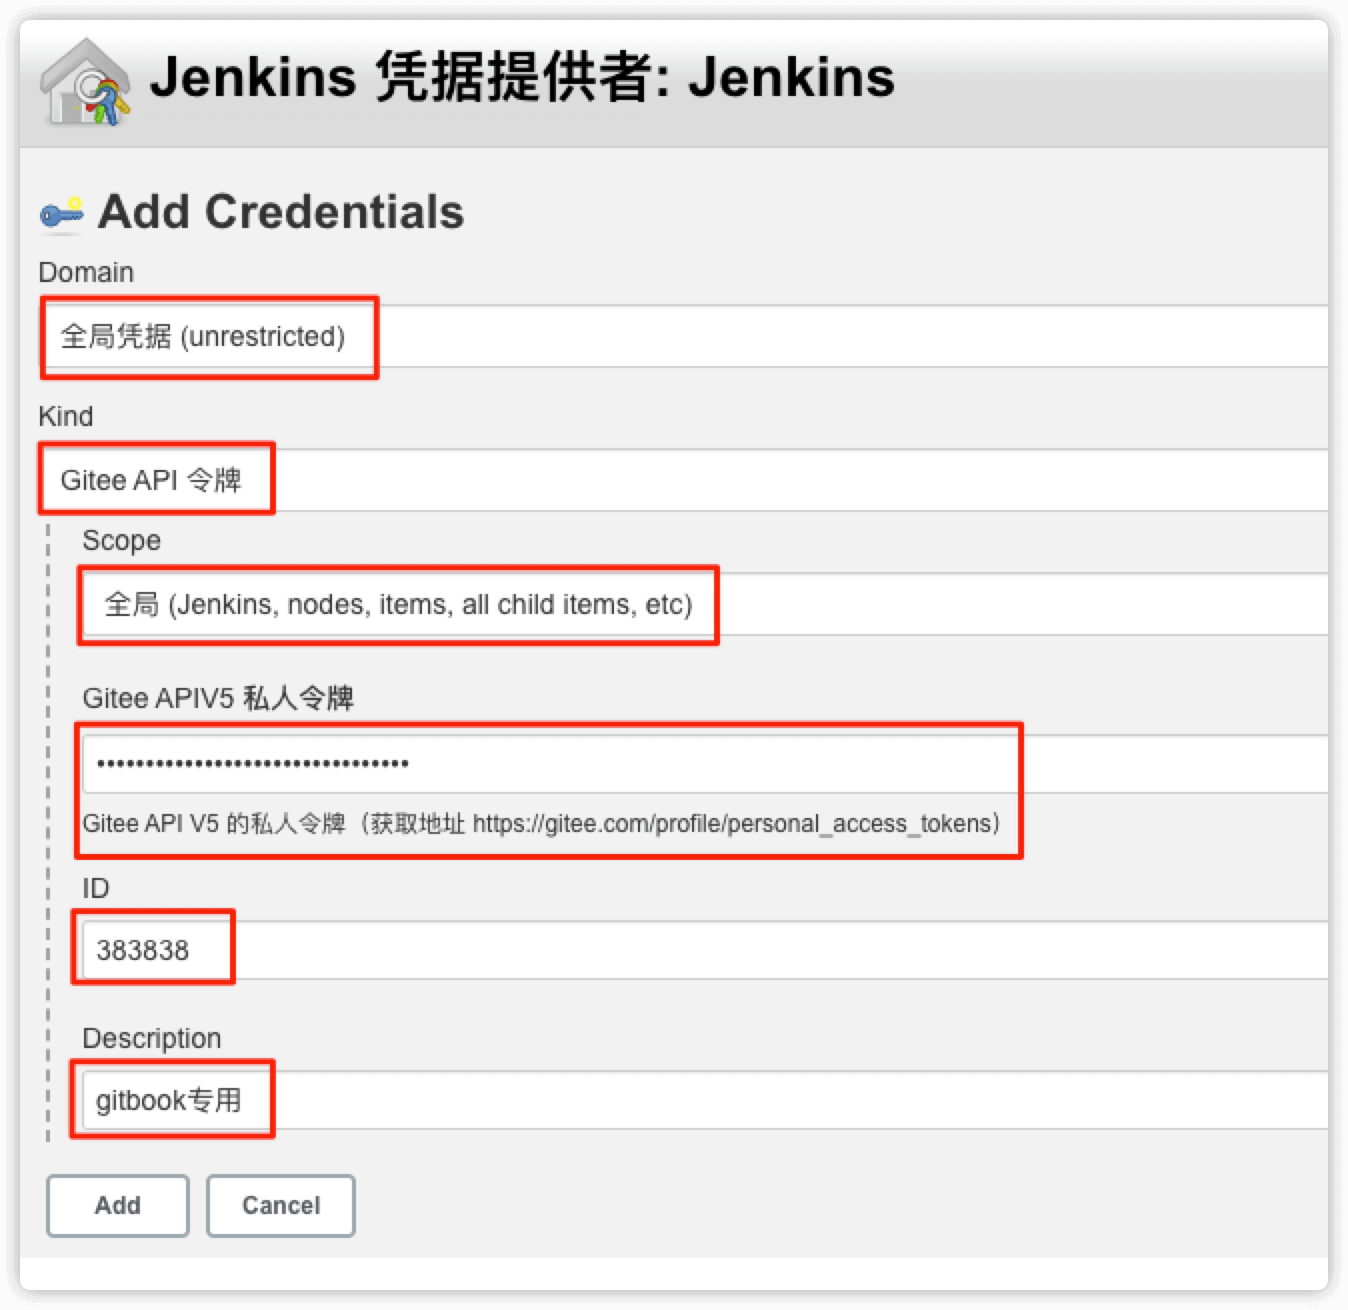 Jenkins 凭据提供者: Jenkins
Add Credentials
Domain
全局凭据 (unrestricted)
Kind
Gitee API 令牌
Scope
全局 (Jenkins, nodes, items, all child items, etc)
Gitee APIV5 私人令牌
••••••••••••••••••••••••••••••••
Gitee API V5 的私人令牌（获取地址 https://gitee.com/profile/personal_access_tokens）
ID
383838
Description
gitbook专用
Add
Cancel